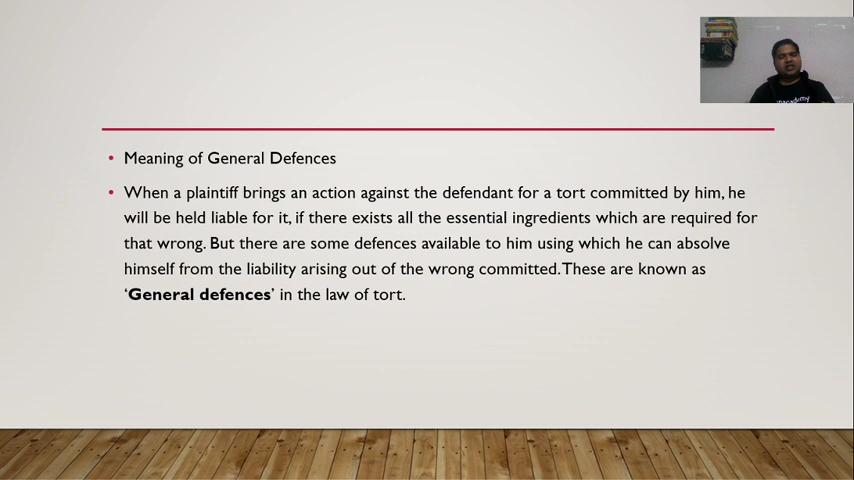 • Meaning of General Defences
• When a plaintiff brings an action against the defendant for a tort committed by him, he
will be held liable for it, if there exists all the essential ingredients which are required for
that wrong. But there are some defences available to him using which he can absolve
himself from the liability arising out of the wrong committed. These are known as
‘General defences’ in the law of tort.